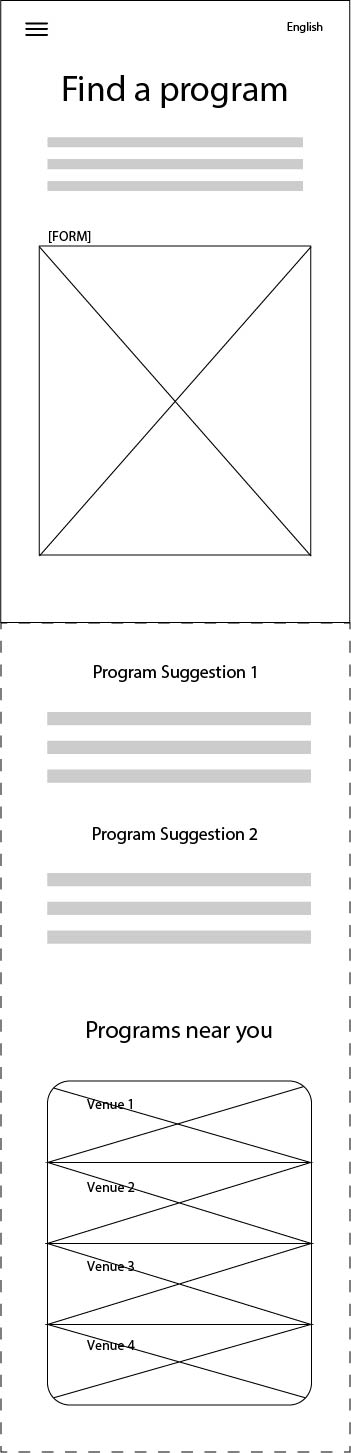 English
Find a program
[FORM]
Program Suggestion 1
Program Suggestion 2
Programs near you
Venue 1
Venue 2
Venue 3
Venue 4